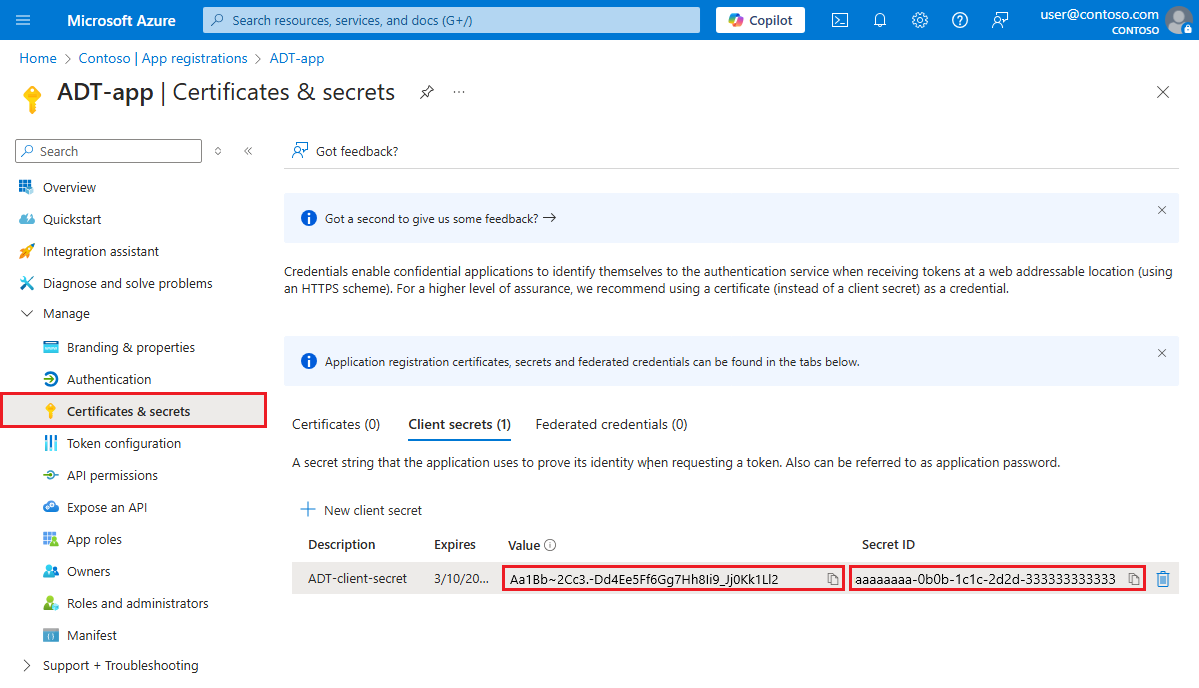 Microsoft Azure
Search resources, services, and docs (G+/)
Copilot
user@contoso.com
CONTOSO
Home > Contoso | App registrations > ADT-app
ADT-app | Certificates & secrets
Search
Got feedback?
Overview
Quickstart
Integration assistant
Diagnose and solve problems
Manage
Branding & properties
Authentication
Certificates & secrets
Token configuration
API permissions
Expose an API
App roles
Owners
Roles and administrators
Manifest
Support + Troubleshooting
Got a second to give us some feedback?
Credentials enable confidential applications to identify themselves to the authentication service when receiving tokens at a web addressable location (using
an HTTPS scheme). For a higher level of assurance, we recommend using a certificate (instead of a client secret) as a credential.
Application registration certificates, secrets and federated credentials can be found in the tabs below.
Certificates (0) Client secrets (1) Federated credentials (0)
A secret string that the application uses to prove its identity when requesting a token. Also can be referred to as application password.
New client secret
Description Expires Value Secret ID
ADT-client-secret 3/10/20... Aa1Bb~2Cc3.-Dd4Ee5Ff6Gg7Hh8Ii9_Jj0Kk1Ll2 aaaaaaaa-0b0b-1c1c-2d2d-333333333333